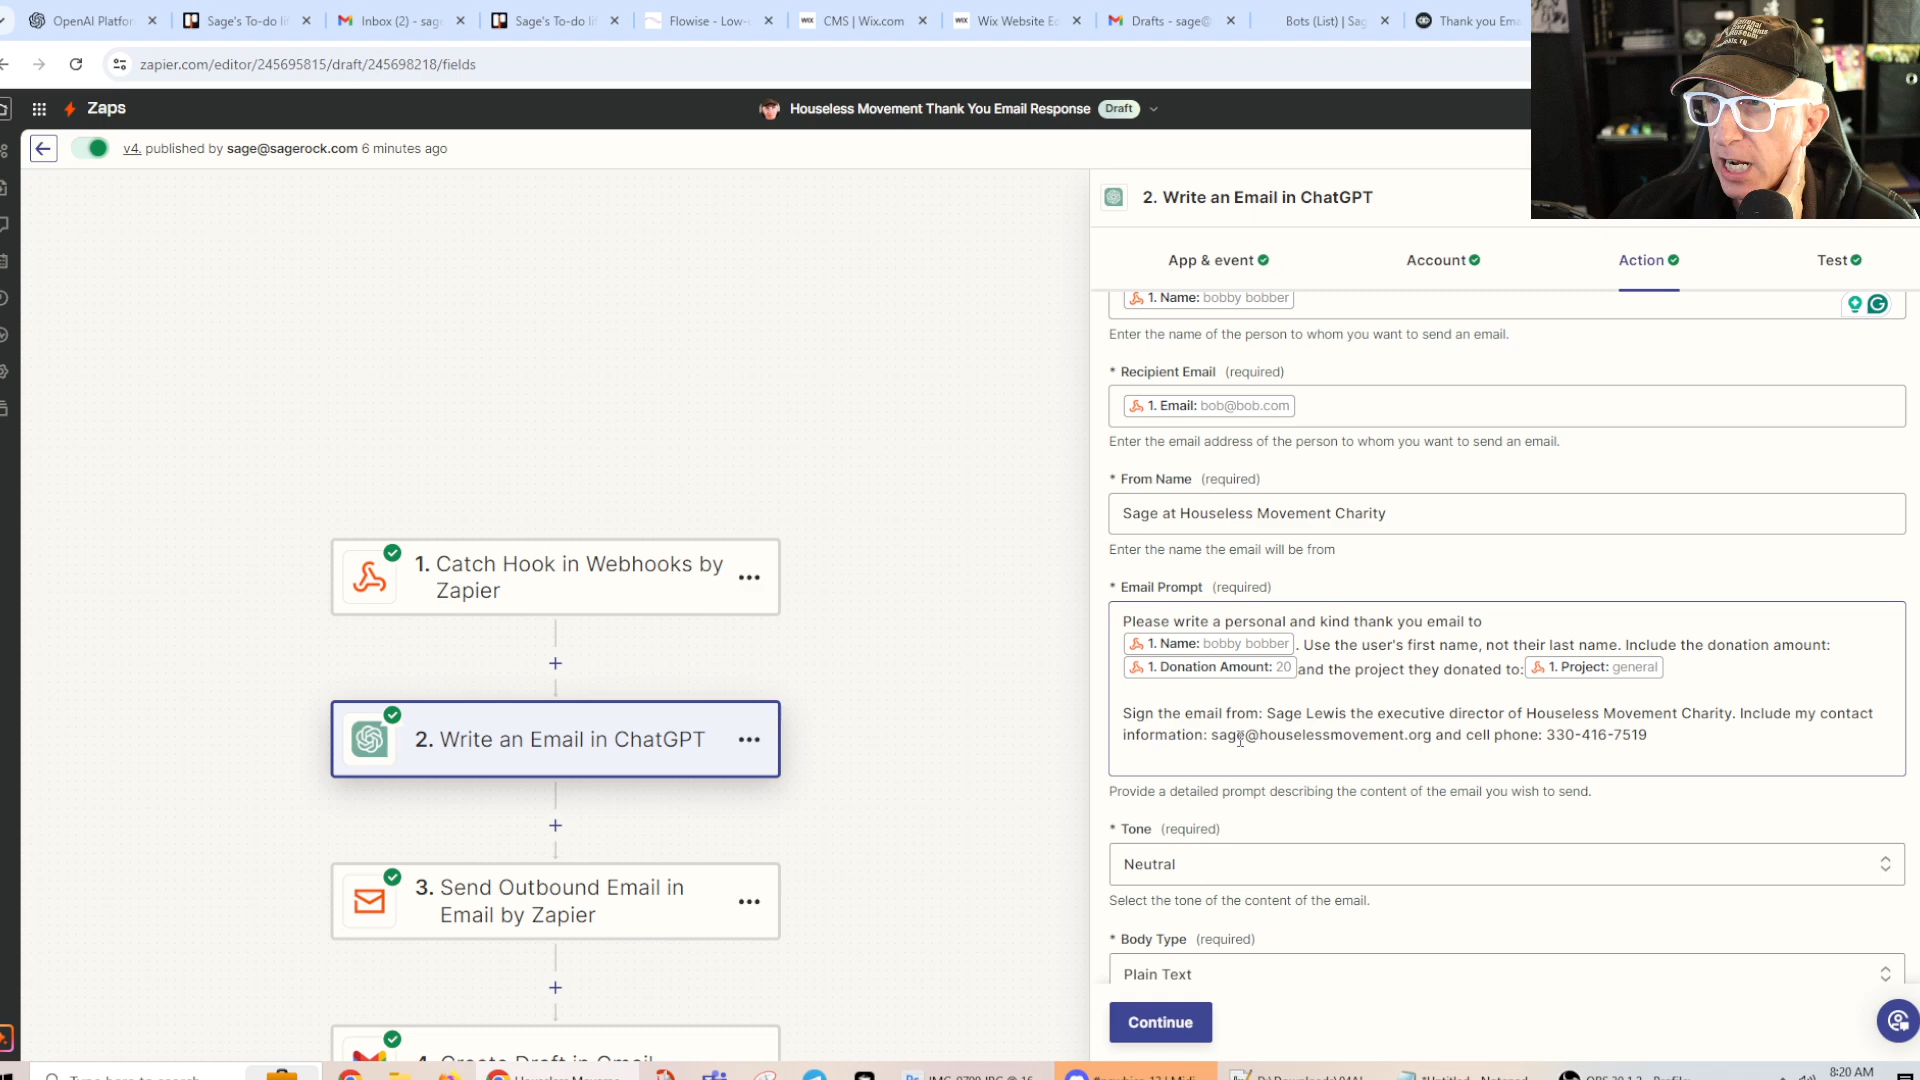 OpenAI Platfor
Sage's To-do li
Inbox (2) - sag
Sage's To-do li
Flowise - Low-
CMS | Wix.com
Wix Website Ed
Drafts - sage@
Bots (List) | Sag
Thank you Ema
zapier.com/editor/245695815/draft/245698218/fields
Zaps
Houseless Movement Thank You Email Response
Draft
v4. published by sage@sagerock.com 6 minutes ago
1. Catch Hook in Webhooks by
Zapier
2. Write an Email in ChatGPT
3. Send Outbound Email in
Email by Zapier
4. Create Draft in Gmail
2. Write an Email in ChatGPT
App & event
Account
Action
Test
1. Name: bobby bobber
Enter the name of the person to whom you want to send an email.
* Recipient Email (required)
1. Email: bob@bob.com
Enter the email address of the person to whom you want to send an email.
* From Name (required)
Sage at Houseless Movement Charity
Enter the name the email will be from
* Email Prompt (required)
Please write a personal and kind thank you email to
1. Name: bobby bobber . Use the user's first name, not their last name. Include the donation amount:
1. Donation Amount: 20 and the project they donated to: 1. Project: general
Sign the email from: Sage Lewis the executive director of Houseless Movement Charity. Include my contact
information: sage@houselessmovement.org and cell phone: 330-416-7519
Provide a detailed prompt describing the content of the email you wish to send.
* Tone (required)
Neutral
Select the tone of the content of the email.
* Body Type (required)
Plain Text
Continue
8:20 AM